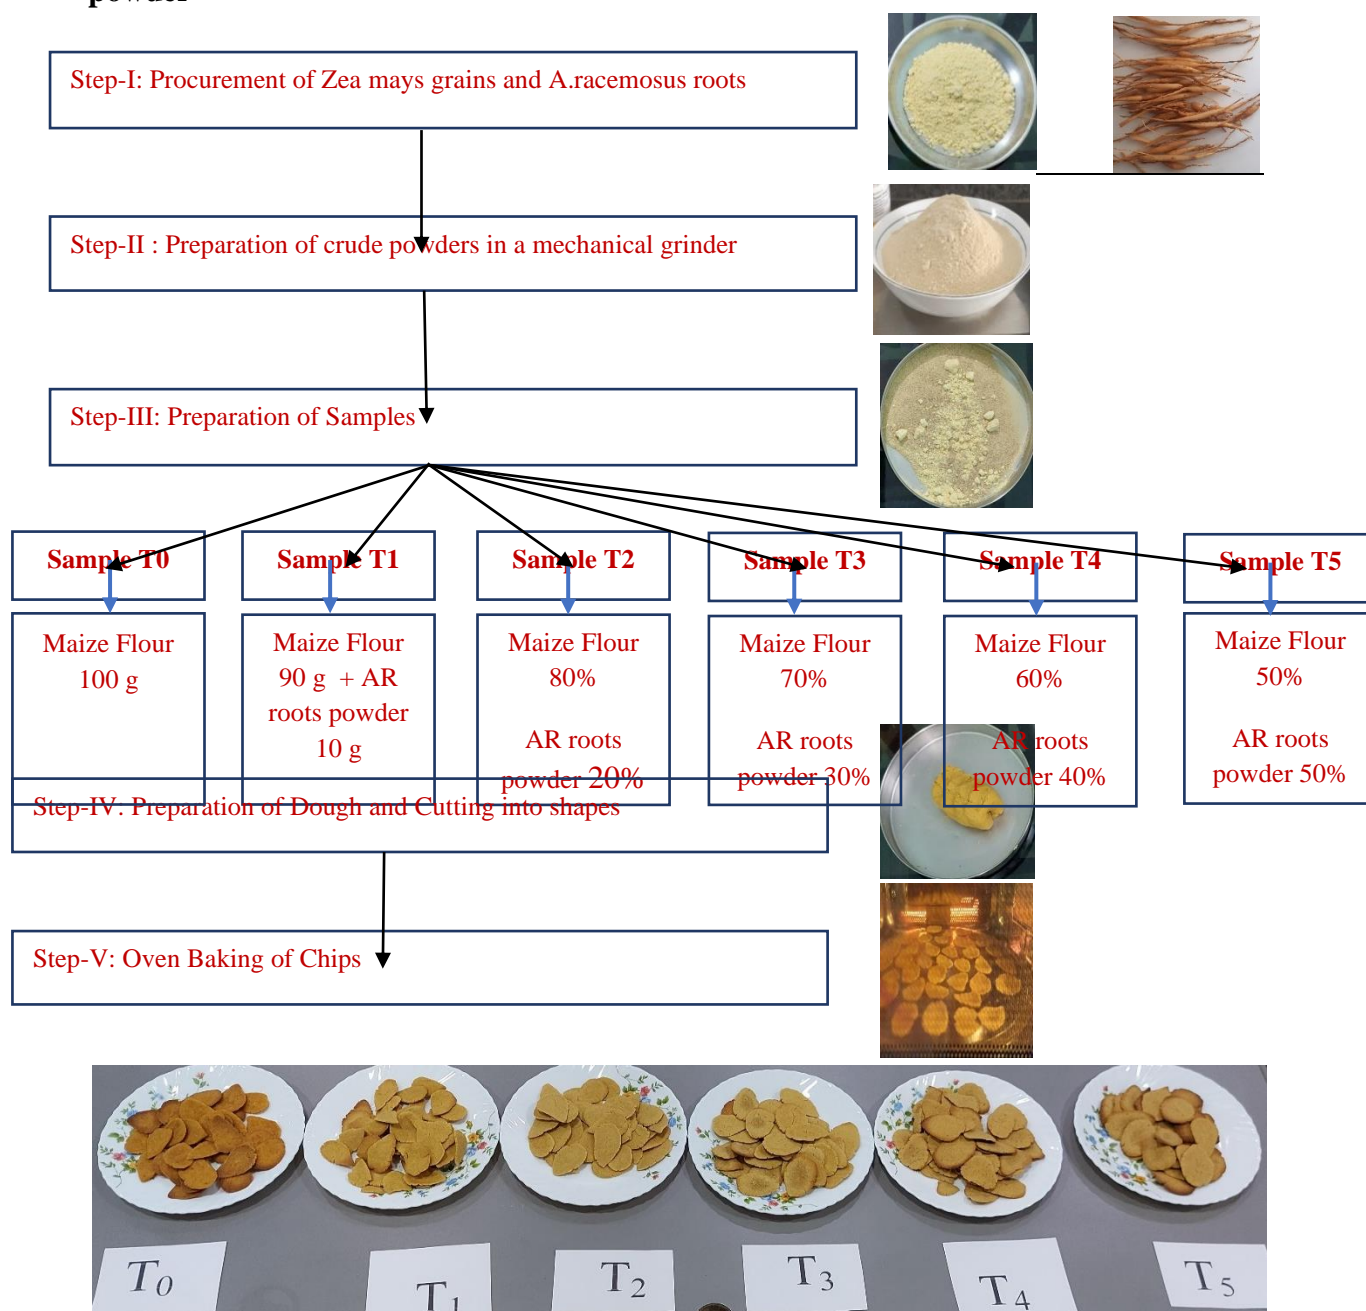 powder
Step-I: Procurement of Zea mays grains and A.racemosus roots
Step-II : Preparation of crude powders in a mechanical grinder
Step-III: Preparation of Samples
Sample T0
Sample T1
Sample T2
Sample T3
Sample T4
Sample T5
Maize Flour
100 g
Maize Flour
90 g + AR
roots powder
10 g
Maize Flour
80%
AR roots
powder 20%
Maize Flour
70%
AR roots
powder 30%
Maize Flour
60%
AR roots
powder 40%
Maize Flour
50%
AR roots
powder 50%
Step-IV: Preparation of Dough and Cutting into shapes
Step-V: Oven Baking of Chips
T0
T1
T2
T3
T4
T5